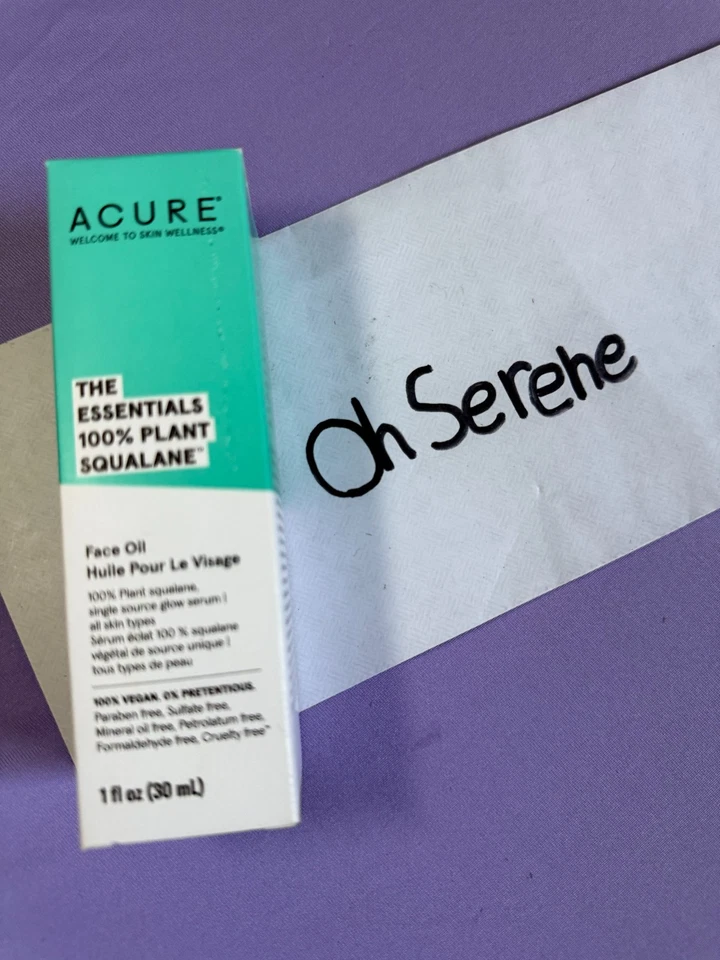 ACURE®
WELCOME TO SKIN WELLNESS®
THE
ESSENTIALS
100% PLANT
SQUALANE™
Face Oil
Huile Pour Le Visage
100% Plant squalane,
single source glow serum |
all skin types
Sérum éclat 100 % squalane
végétal de source unique |
tous types de peau
100% VEGAN. 0% PRETENTIOUS.
Paraben free, Sulfate free,
Mineral oil free, Petrolatum free,
Formaldehyde free, Cruelty free™
1 fl oz (30 mL)
Oh Serehe